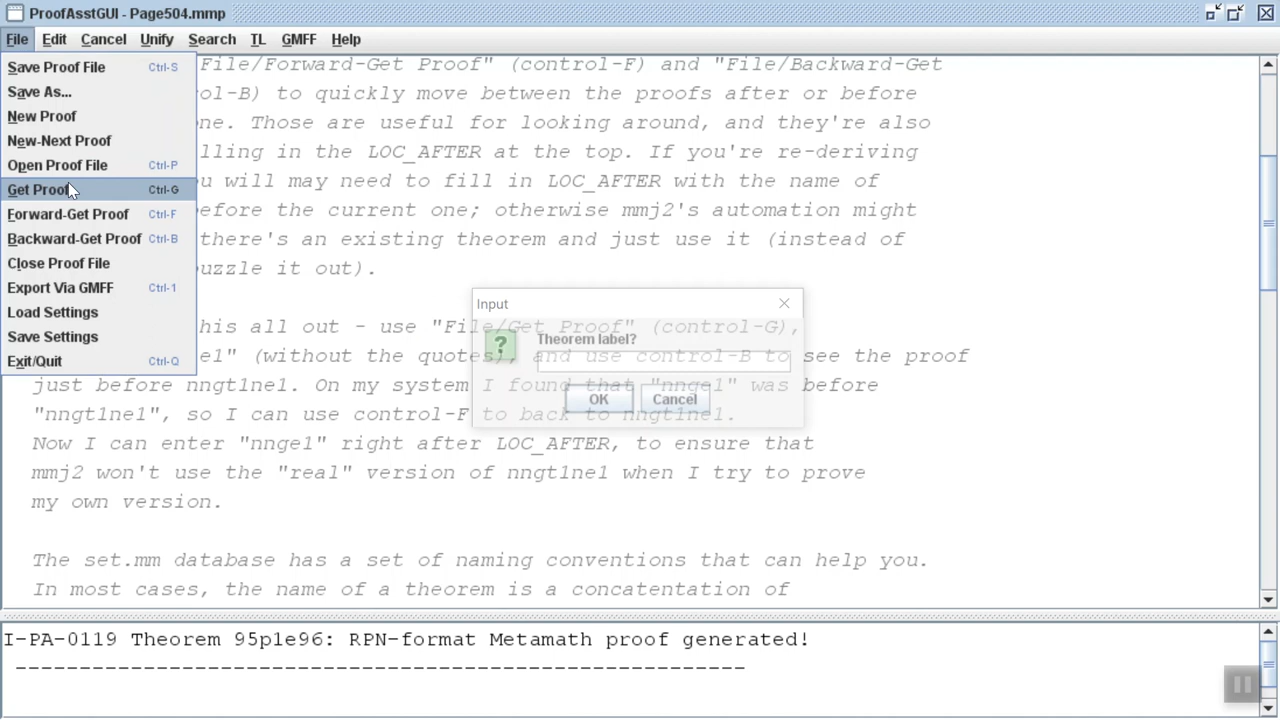 ProofAsstGUI - Page504.mmp
File Edit Cancel Unify Search TL GMFF Help
Save Proof File Ctrl-S
Save As...
New Proof
New-Next Proof
Open Proof File Ctrl-P
Get Proof Ctrl-G
Forward-Get Proof Ctrl-F
Backward-Get Proof Ctrl-B
Close Proof File
Export Via GMFF Ctrl-1
Load Settings
Save Settings
Exit/Quit Ctrl-Q
File/Forward-Get Proof" (control-F) and "File/Backward-Get
ol-B) to quickly move between the proofs after or before
ne. Those are useful for looking around, and they're also
lling in the LOC_AFTER at the top. If you're re-deriving
u will may need to fill in LOC_AFTER with the name of
efore the current one; otherwise mmj2's automation might
there's an existing theorem and just use it (instead of
puzzle it out).
his all out - use "File/Get Proof" (control-G),
e1" (without the quotes), and use control-B to see the proof
just before nngt1ne1. On my system I found that "nnge1" was before
"nngt1ne1", so I can use control-F to back to nngt1ne1.
Now I can enter "nnge1" right after LOC_AFTER, to ensure that
mmj2 won't use the "real" version of nngt1ne1 when I try to prove
my own version.
The set.mm database has a set of naming conventions that can help you.
In most cases, the name of a theorem is a concatentation of
Input
Theorem label?
OK Cancel
I-PA-0119 Theorem 95p1e96: RPN-format Metamath proof generated!
------------------------------------------------------------